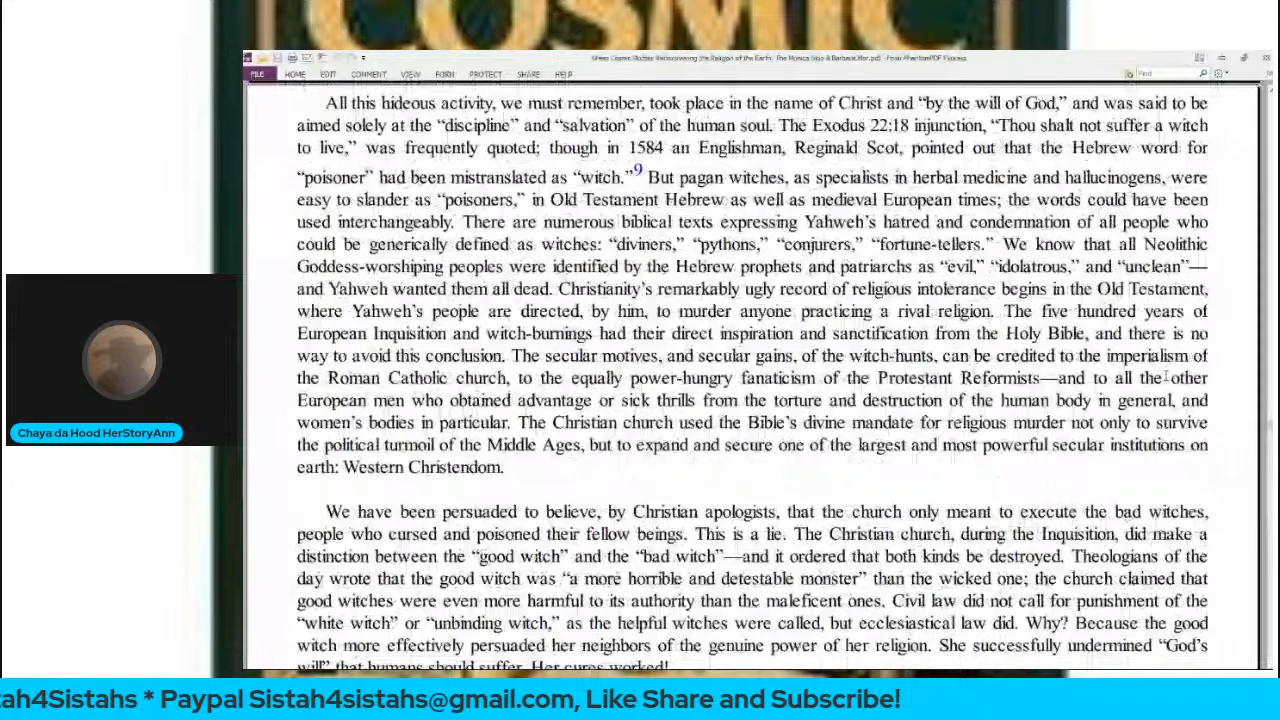 COSMIC
FILE HOME EDIT COMMENT VIEW FORM PROTECT SHARE HELP Find
All this hideous activity, we must remember, took place in the name of Christ and “by the will of God,” and was said to be
aimed solely at the “discipline” and “salvation” of the human soul. The Exodus 22:18 injunction, “Thou shalt not suffer a witch
to live,” was frequently quoted; though in 1584 an Englishman, Reginald Scot, pointed out that the Hebrew word for
“poisoner” had been mistranslated as “witch.”9 But pagan witches, as specialists in herbal medicine and hallucinogens, were
easy to slander as “poisoners,” in Old Testament Hebrew as well as medieval European times; the words could have been
used interchangeably. There are numerous biblical texts expressing Yahweh’s hatred and condemnation of all people who
could be generically defined as witches: “diviners,” “pythons,” “conjurers,” “fortune-tellers.” We know that all Neolithic
Goddess-worshiping peoples were identified by the Hebrew prophets and patriarchs as “evil,” “idolatrous,” and “unclean”—
and Yahweh wanted them all dead. Christianity’s remarkably ugly record of religious intolerance begins in the Old Testament,
where Yahweh’s people are directed, by him, to murder anyone practicing a rival religion. The five hundred years of
European Inquisition and witch-burnings had their direct inspiration and sanctification from the Holy Bible, and there is no
way to avoid this conclusion. The secular motives, and secular gains, of the witch-hunts, can be credited to the imperialism of
the Roman Catholic church, to the equally power-hungry fanaticism of the Protestant Reformists—and to all the other
European men who obtained advantage or sick thrills from the torture and destruction of the human body in general, and
women’s bodies in particular. The Christian church used the Bible’s divine mandate for religious murder not only to survive
the political turmoil of the Middle Ages, but to expand and secure one of the largest and most powerful secular institutions on
earth: Western Christendom.
We have been persuaded to believe, by Christian apologists, that the church only meant to execute the bad witches,
people who cursed and poisoned their fellow beings. This is a lie. The Christian church, during the Inquisition, did make a
distinction between the “good witch” and the “bad witch”—and it ordered that both kinds be destroyed. Theologians of the
day wrote that the good witch was “a more horrible and detestable monster” than the wicked one; the church claimed that
good witches were even more harmful to its authority than the maleficent ones. Civil law did not call for punishment of the
“white witch” or “unbinding witch,” as the helpful witches were called, but ecclesiastical law did. Why? Because the good
witch more effectively persuaded her neighbors of the genuine power of her religion. She successfully undermined “God’s
will” that humans should suffer. Her cures worked!
Chaya da Hood HerStoryAnn
tah4Sistahs * Paypal Sistah4sistahs@gmail.com, Like Share and Subscribe!